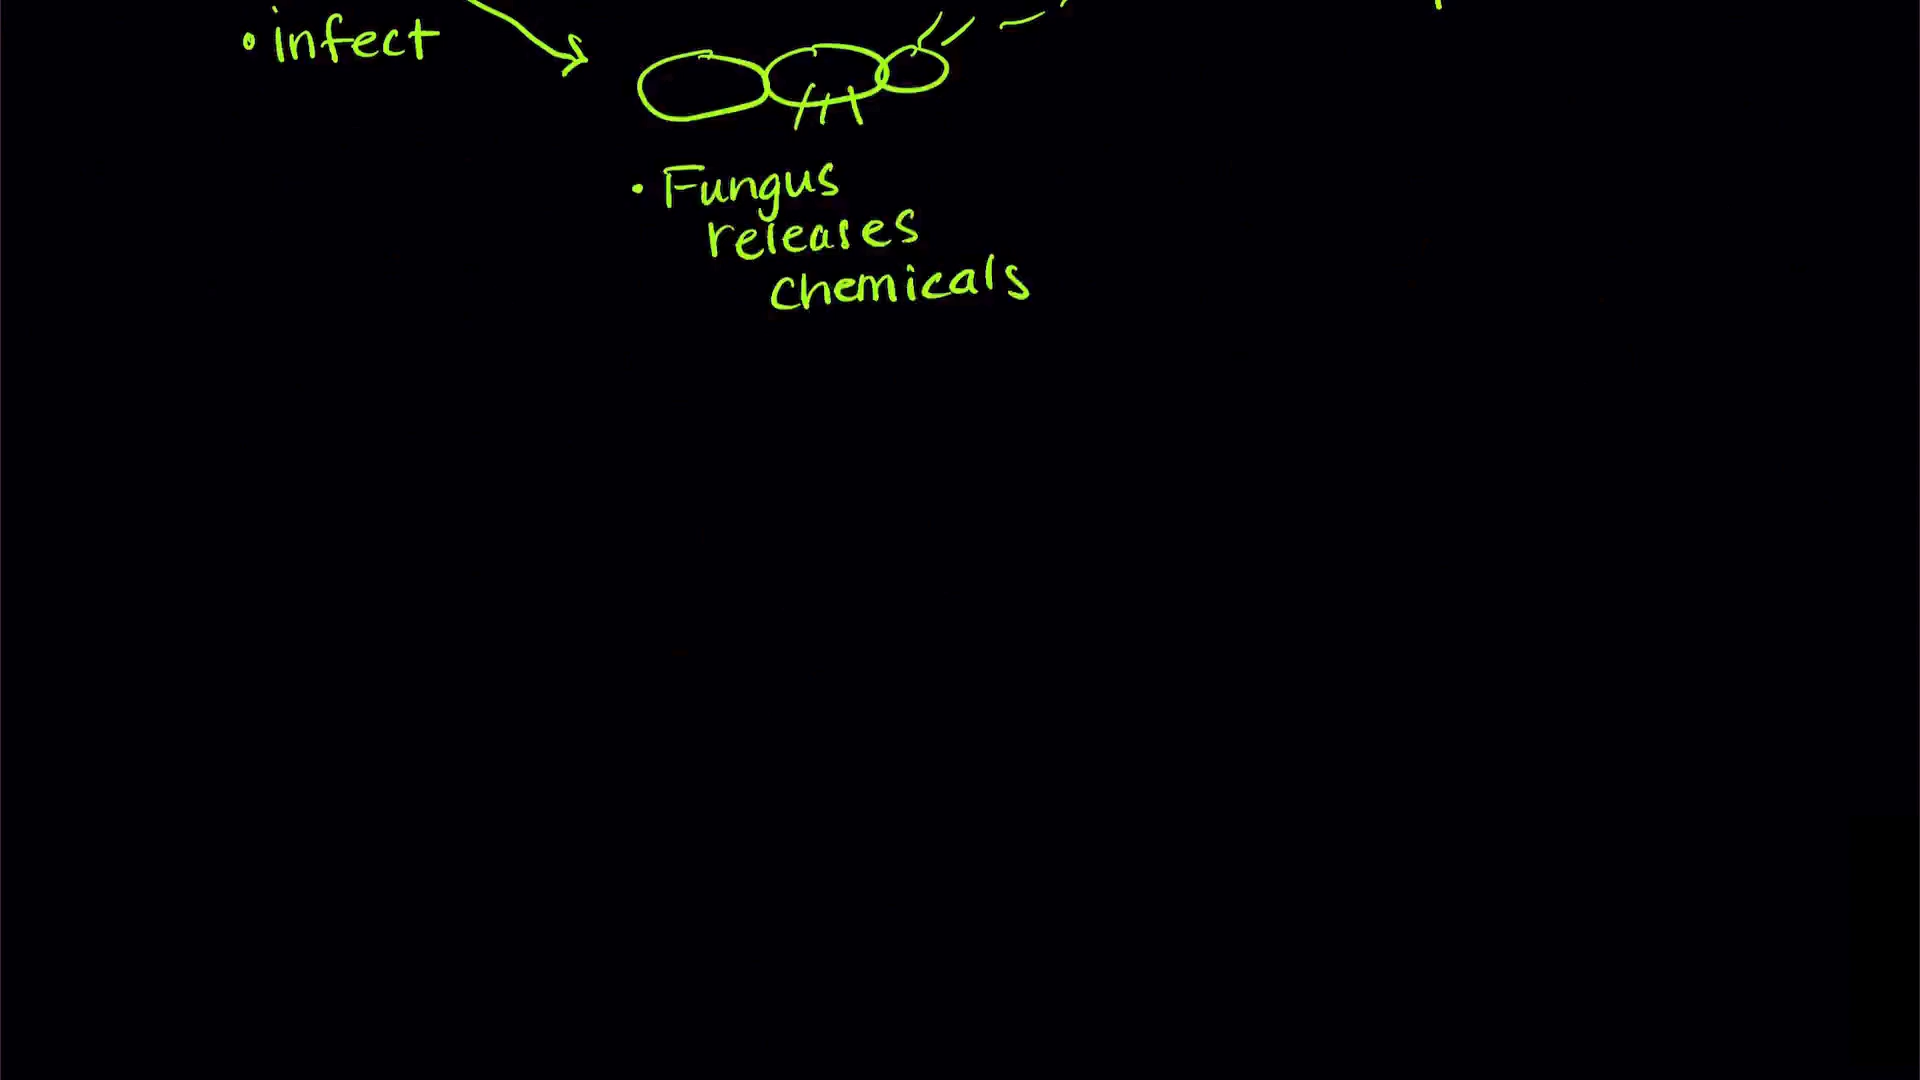 • infect
• Fungus
releases
chemicals